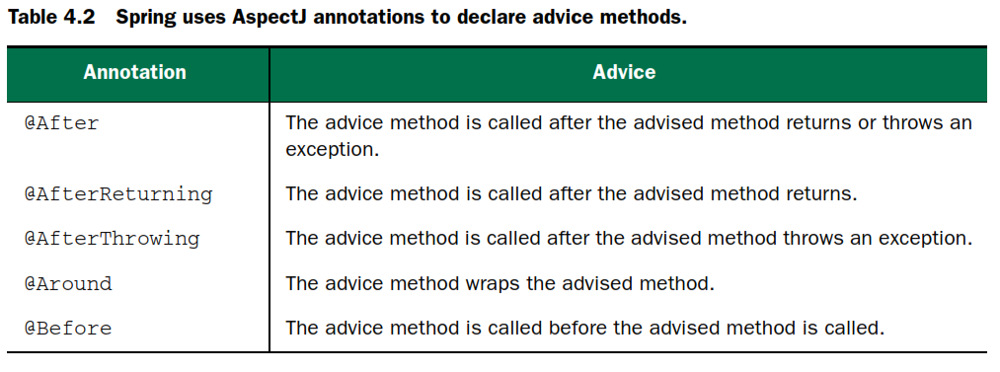 Table 4.2 Spring uses AspectJ annotations to declare advice methods.
Annotation Advice
@After The advice method is called after the advised method returns or throws an
exception.
@AfterReturning The advice method is called after the advised method returns.
@AfterThrowing The advice method is called after the advised method throws an exception.
@Around The advice method wraps the advised method.
@Before The advice method is called before the advised method is called.